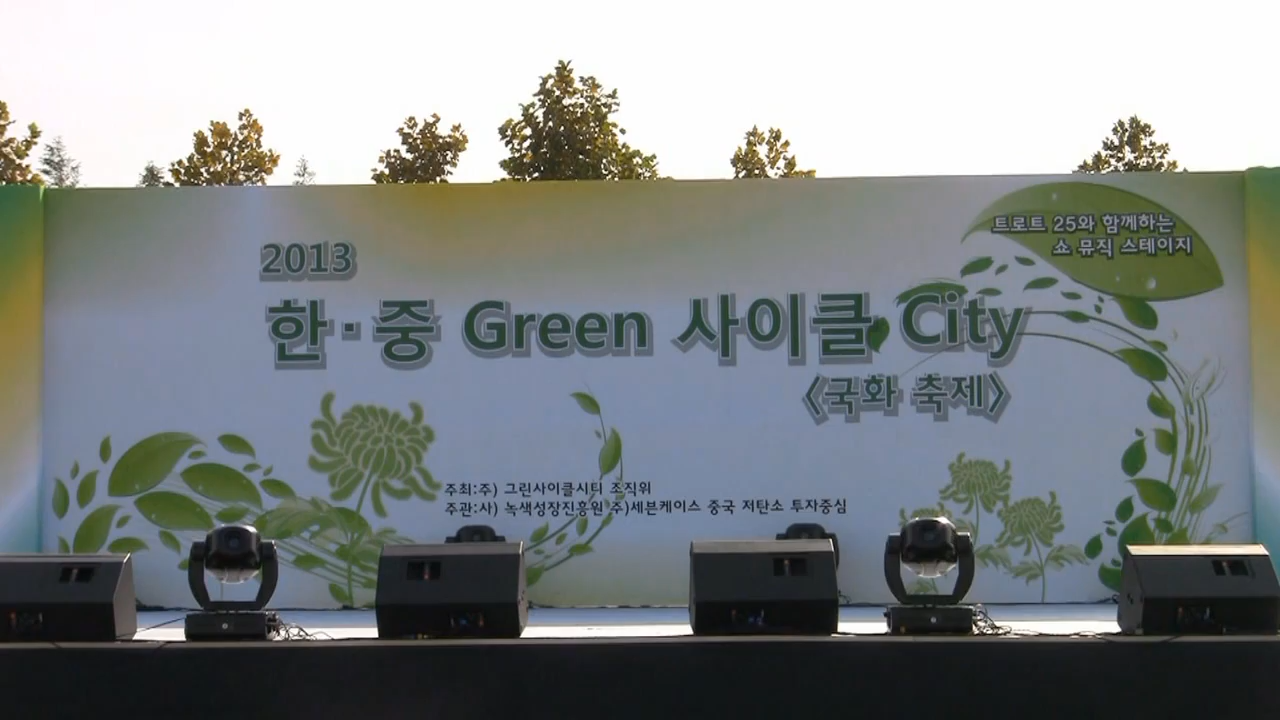 트로트 25와 함께하는
쇼 뮤직 스테이지
2013
한·중 Green 사이클 City
〈국화 축제〉
주최:주) 그린사이클시티 조직위
주관:사) 녹색성장진흥원 주)세븐케이스 중국 저탄소 투자중심